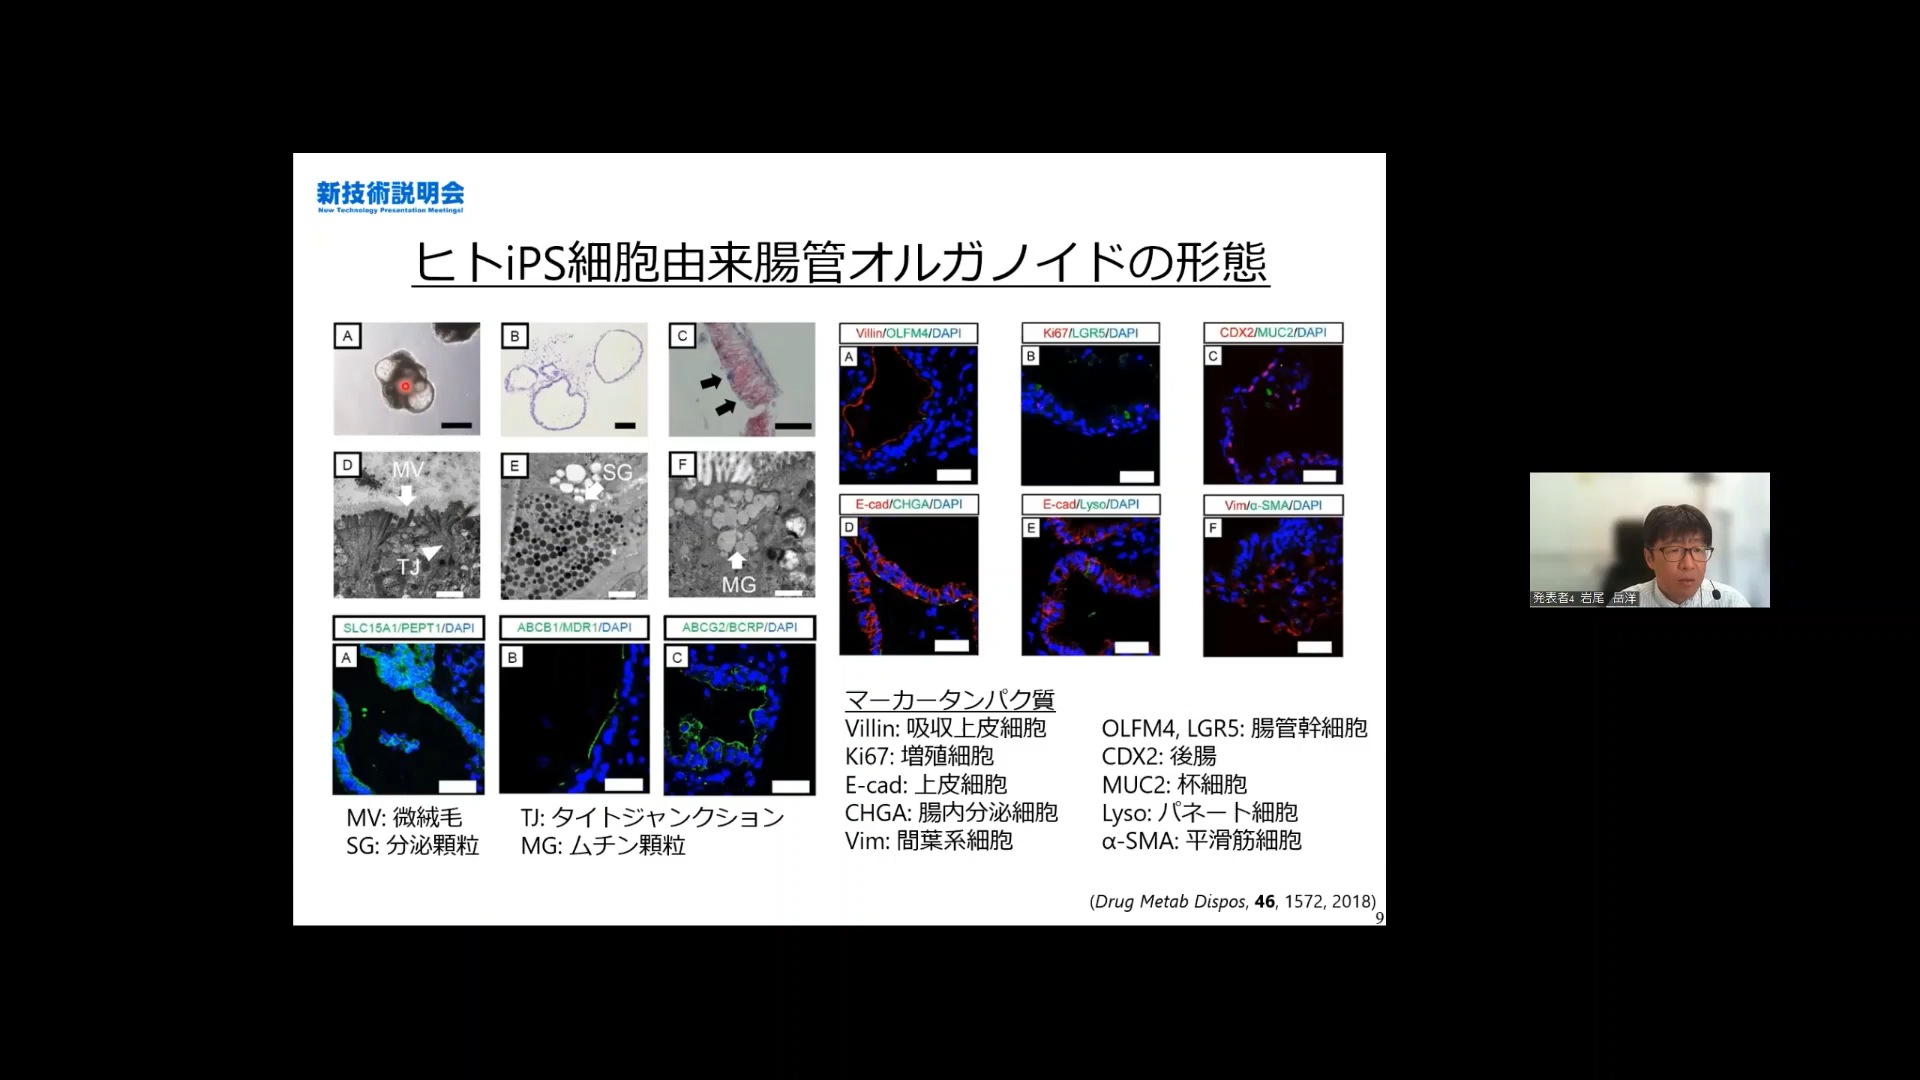 新技術説明会
New Technology Presentation Meetings!
ヒトiPS細胞由来腸管オルガノイドの形態
A
B
C
D
MV
TJ
E
SG
F
MG
SLC15A1/PEPT1/DAPI
ABCB1/MDR1/DAPI
ABCG2/BCRP/DAPI
A
B
C
MV: 微絨毛
TJ: タイトジャンクション
SG: 分泌顆粒
MG: ムチン顆粒
Villin/OLFM4/DAPI
Ki67/LGR5/DAPI
CDX2/MUC2/DAPI
A
B
C
E-cad/CHGA/DAPI
E-cad/Lyso/DAPI
Vim/α-SMA/DAPI
D
E
F
マーカータンパク質
Villin: 吸収上皮細胞
OLFM4, LGR5: 腸管幹細胞
Ki67: 増殖細胞
CDX2: 後腸
E-cad: 上皮細胞
MUC2: 杯細胞
CHGA: 腸内分泌細胞
Lyso: パネート細胞
Vim: 間葉系細胞
α-SMA: 平滑筋細胞
(Drug Metab Dispos, 46, 1572, 2018)
9
発表者4 岩尾 岳洋